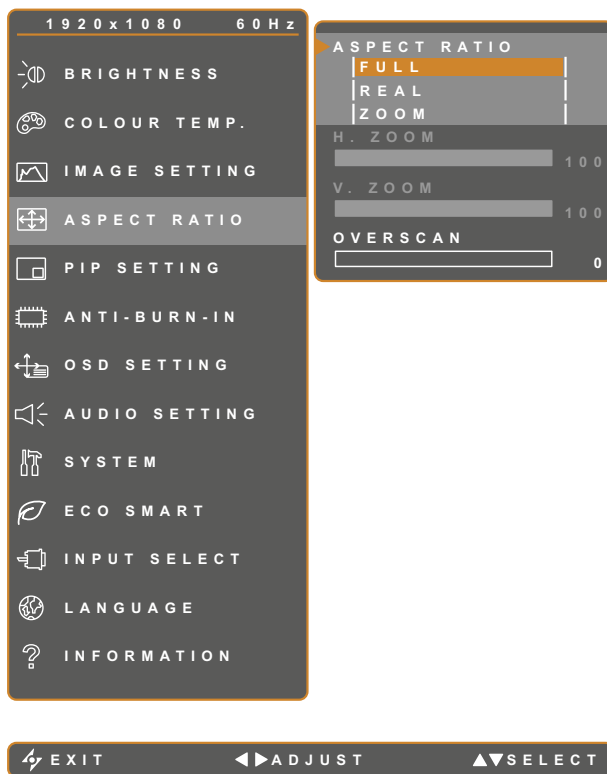 1920x1080 60Hz
BRIGHTNESS
COLOUR TEMP.
IMAGE SETTING
ASPECT RATIO
PIP SETTING
ANTI-BURN-IN
OSD SETTING
AUDIO SETTING
SYSTEM
ECO SMART
INPUT SELECT
LANGUAGE
INFORMATION
ASPECT RATIO
FULL
REAL
ZOOM
H. ZOOM
100
V. ZOOM
100
OVERSCAN
0
EXIT ADJUST SELECT